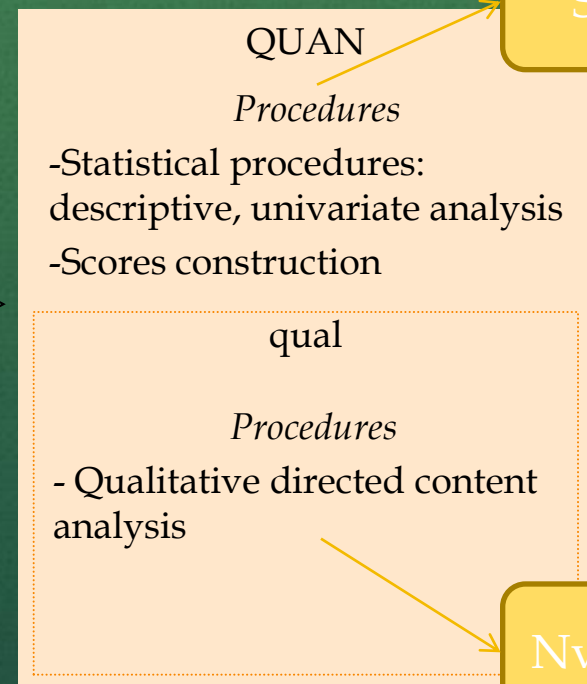 QUAN
Procedures
-Statistical procedures:
descriptive, univariate analysis
-Scores construction
qual
Procedures
- Qualitative directed content
analysis